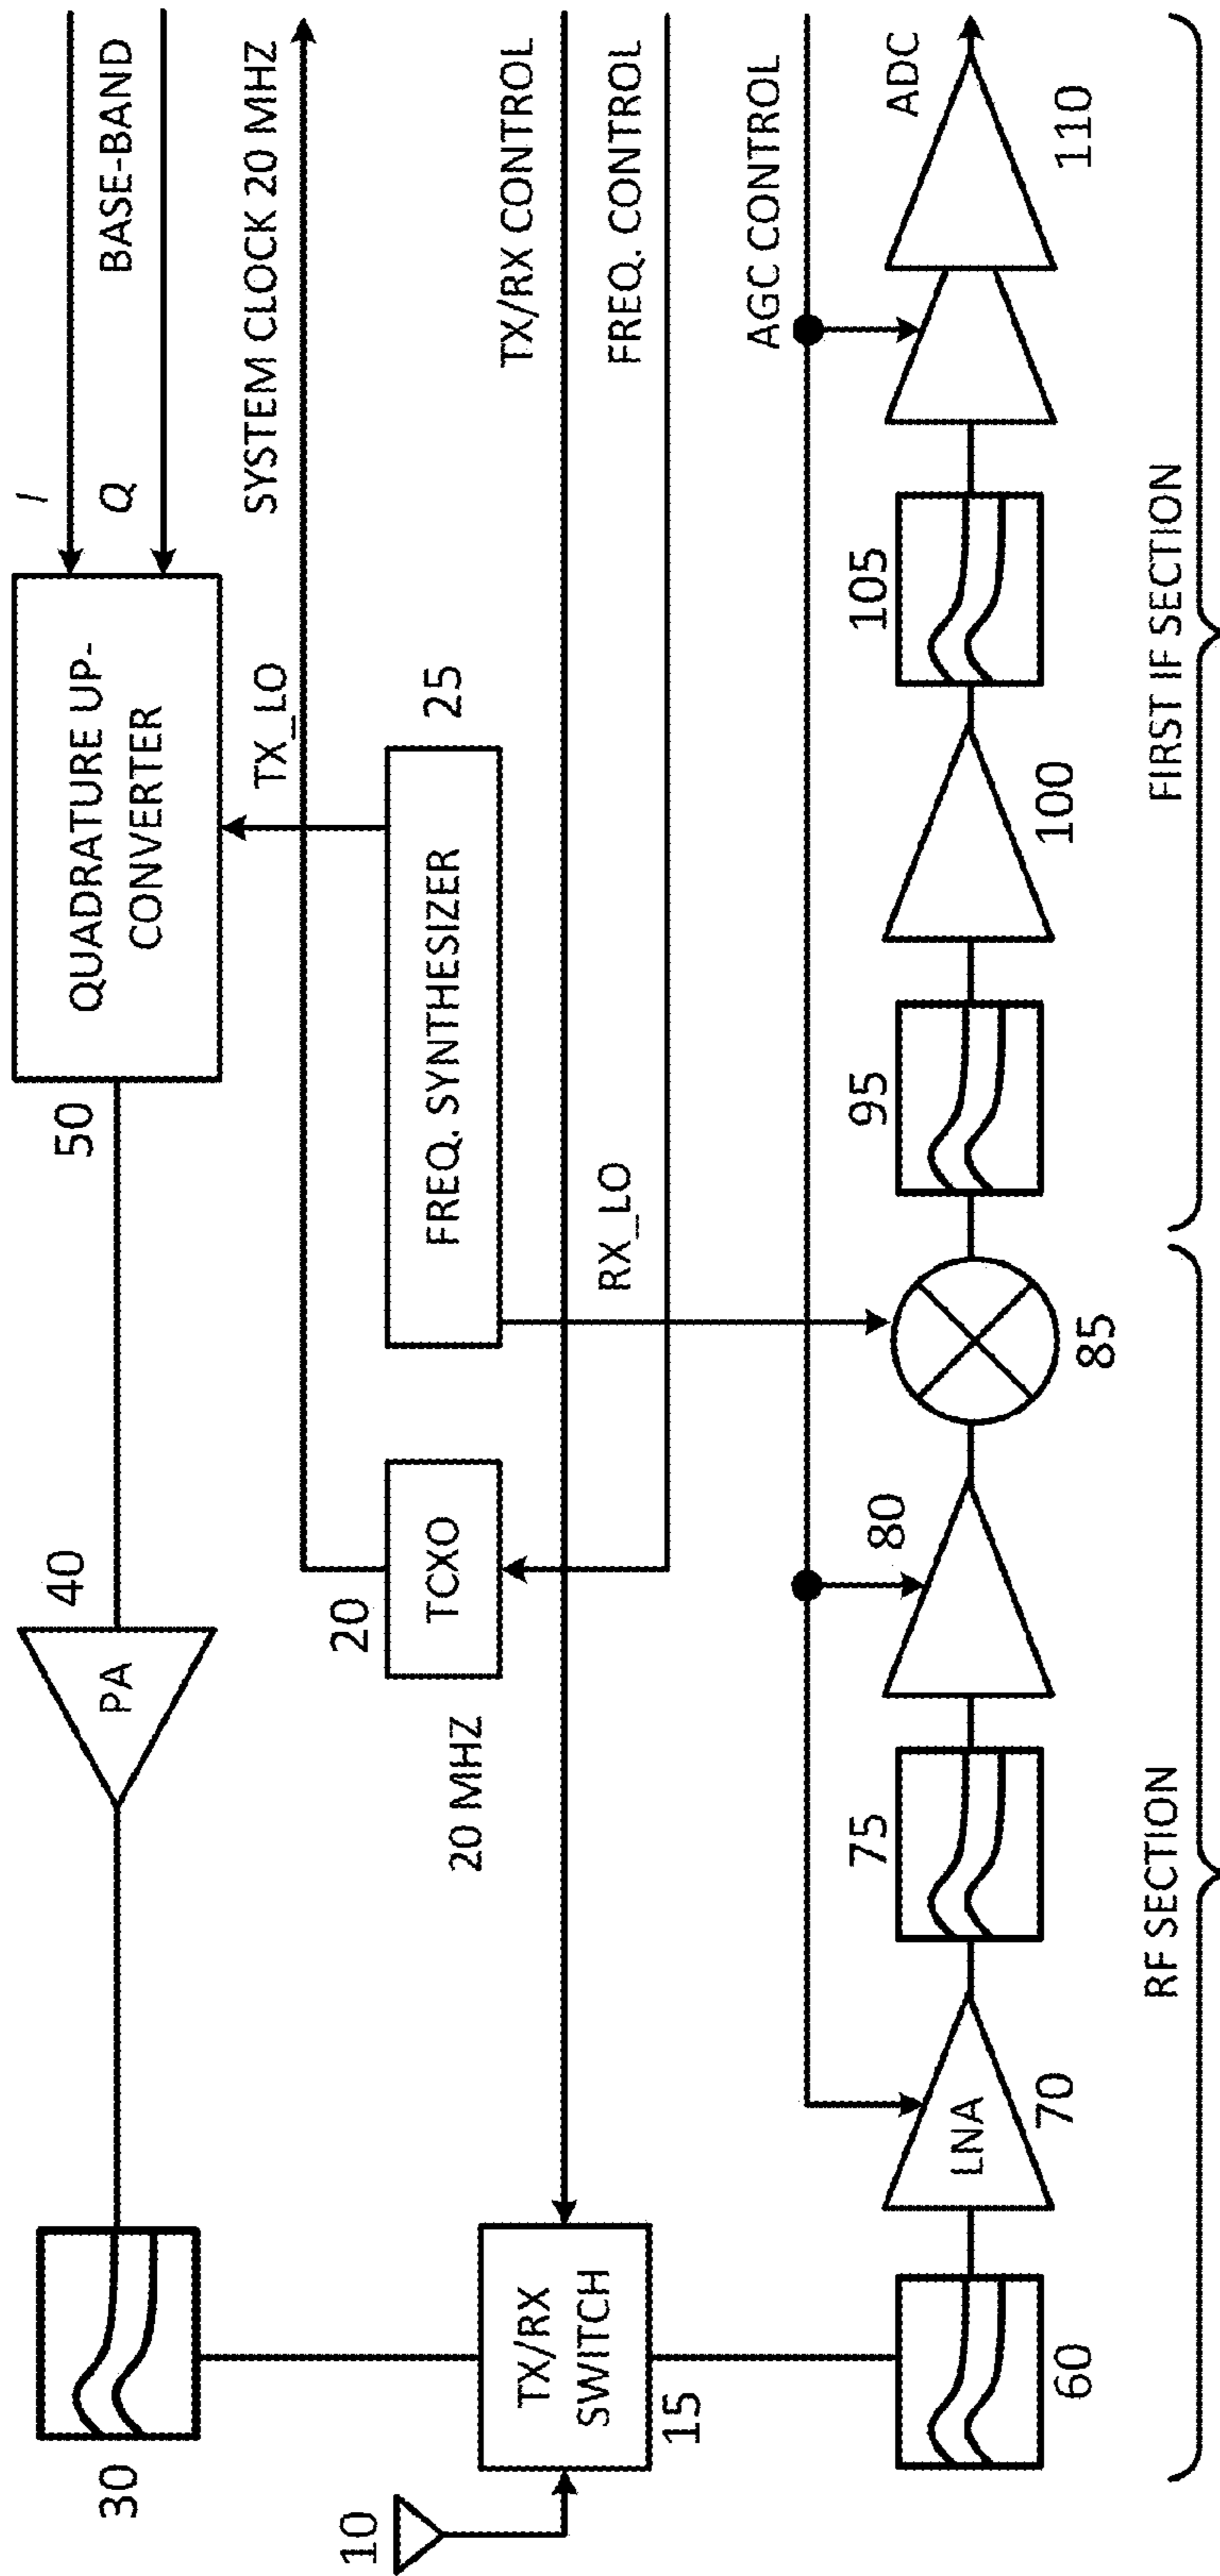 I
Q
BASE-BAND
QUADRATURE UP-
CONVERTER
50
40
PA
30
SYSTEM CLOCK 20 MHZ
TX_LO
25
FREQ. SYNTHESIZER
20
TCXO
20 MHZ
10
TX/RX CONTROL
FREQ. CONTROL
RX_LO
TX/RX
SWITCH
15
AGC CONTROL
ADC
60
LNA
70
75
80
85
95
100
105
110
RF SECTION
FIRST IF SECTION